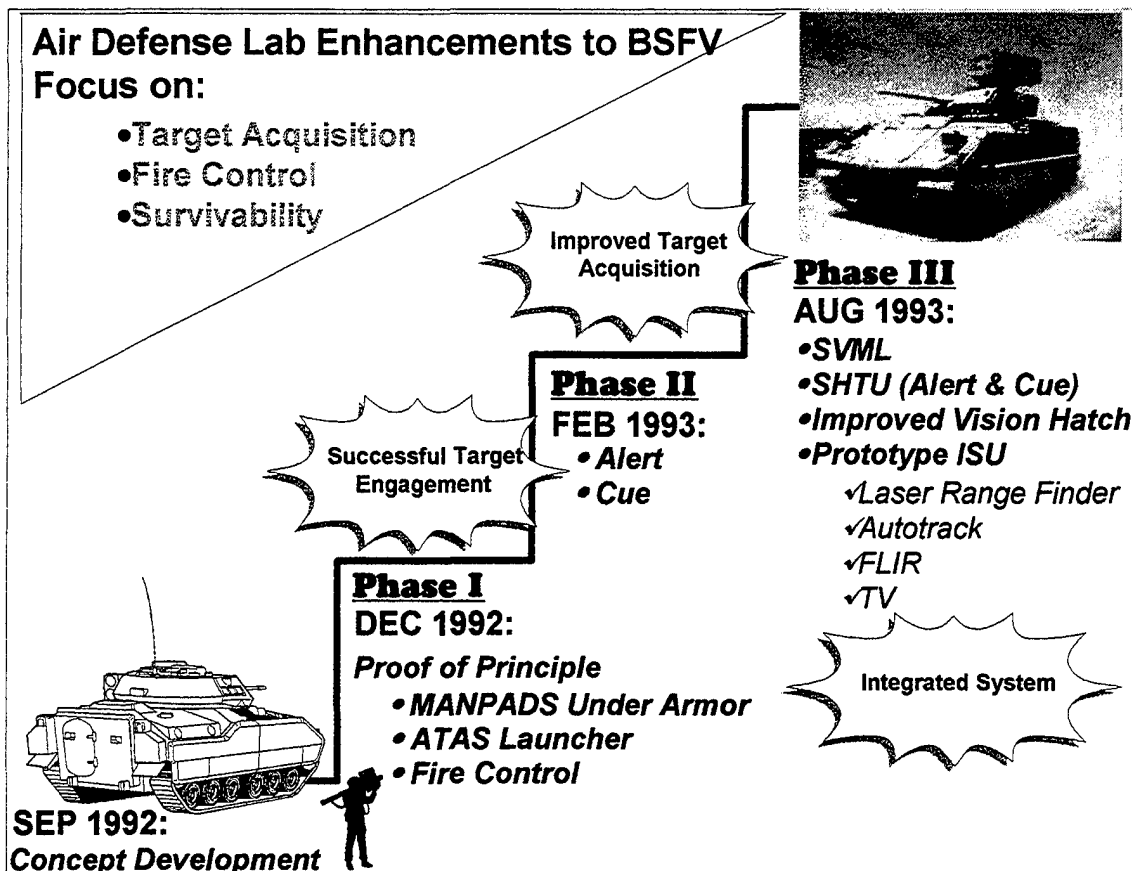 Air Defense Lab Enhancements to BSFV
Focus on:
•Target Acquisition
•Fire Control
•Survivability
Improved Target
Acquisition
Phase III
AUG 1993:
•SVML
•SHTU (Alert & Cue)
•Improved Vision Hatch
•Prototype ISU
✓Laser Range Finder
✓Autotrack
✓FLIR
✓TV
Integrated System
Phase II
FEB 1993:
• Alert
• Cue
Successful Target
Engagement
Phase I
DEC 1992:
Proof of Principle
•MANPADS Under Armor
•ATAS Launcher
• Fire Control
SEP 1992:
Concept Development